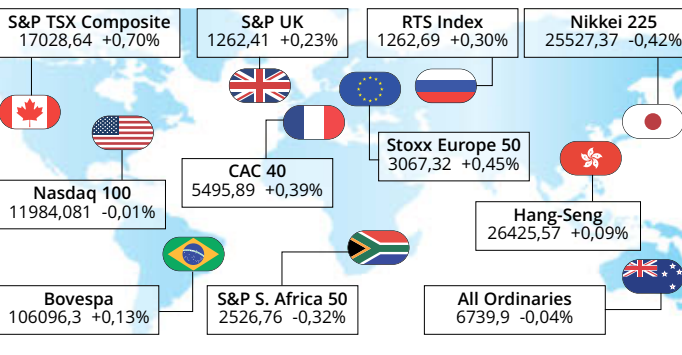 S&P TSX Composite
17028,64 +0,70%
S&P UK
1262,41 +0,23%
RTS Index
1262,69 +0,30%
Nikkei 225
25527,37 -0,42%
Stoxx Europe 50
3067,32 +0,45%
CAC 40
5495,89 +0,39%
Nasdaq 100
11984,081 -0,01%
Hang-Seng
26425,57 +0,09%
Bovespa
106096,3 +0,13%
S&P S. Africa 50
2526,76 -0,32%
All Ordinaries
6739,9 -0,04%